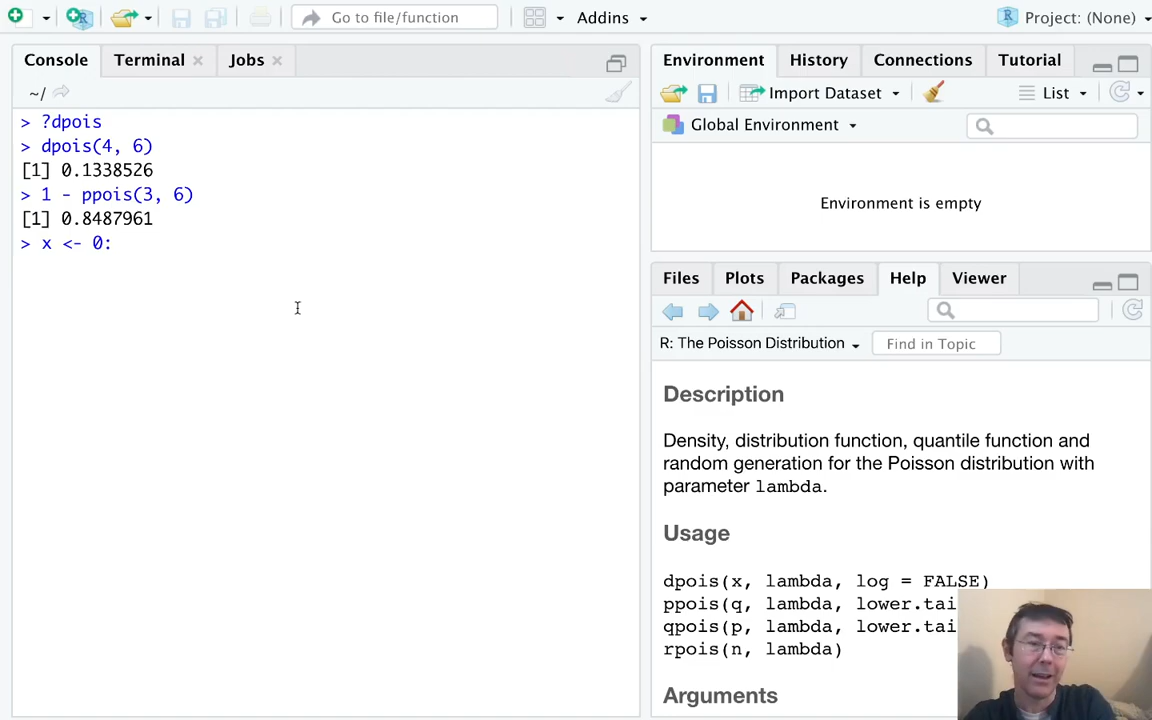 Go to file/function
Addins
Project: (None)
Console
Terminal
Jobs
~/
> ?dpois
> dpois(4, 6)
[1] 0.1338526
> 1 - ppois(3, 6)
[1] 0.8487961
> x <- 0:
Environment
History
Connections
Tutorial
Import Dataset
List
Global Environment
Environment is empty
Files
Plots
Packages
Help
Viewer
R: The Poisson Distribution
Find in Topic
Description
Density, distribution function, quantile function and
random generation for the Poisson distribution with
parameter lambda.
Usage
dpois(x, lambda, log = FALSE)
ppois(q, lambda, lower.tai
qpois(p, lambda, lower.tai
rpois(n, lambda)
Arguments